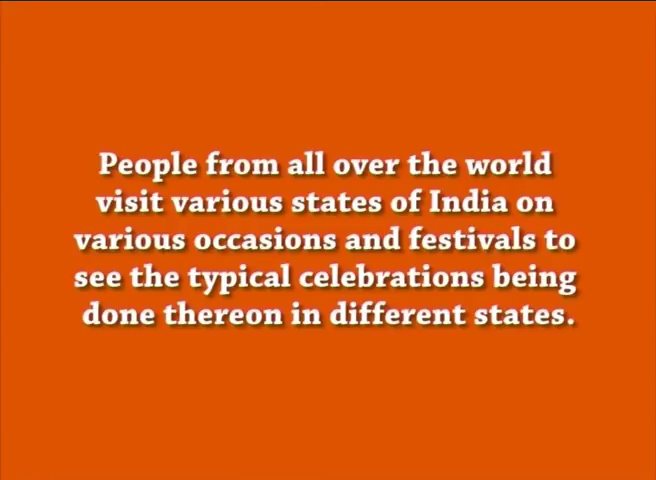 People from all over the world
visit various states of India on
various occasions and festivals to
see the typical celebrations being
done thereon in different states.